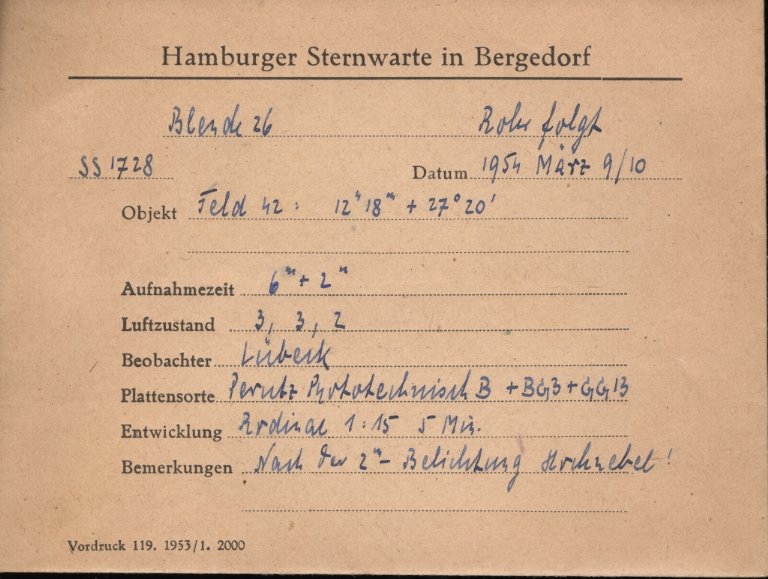 Hamburger Sternwarte in Bergedorf
Blende 26 Rohr folgt
SS 1728 Datum 1954 März 9/10
Objekt Feld 42: 12ʰ 18ᵐ + 27° 20'
Aufnahmezeit 6ᵐ + 2ᵐ
Luftzustand 3, 3, 2
Beobachter Lübeck
Plattensorte Perutz Phototechnisch B + BG3 + GG13
Entwicklung Rodinal 1:15 5 Min.
Bemerkungen Nach der 2ᵐ- Belichtung Hochnebel!
Vordruck 119. 1953/1. 2000